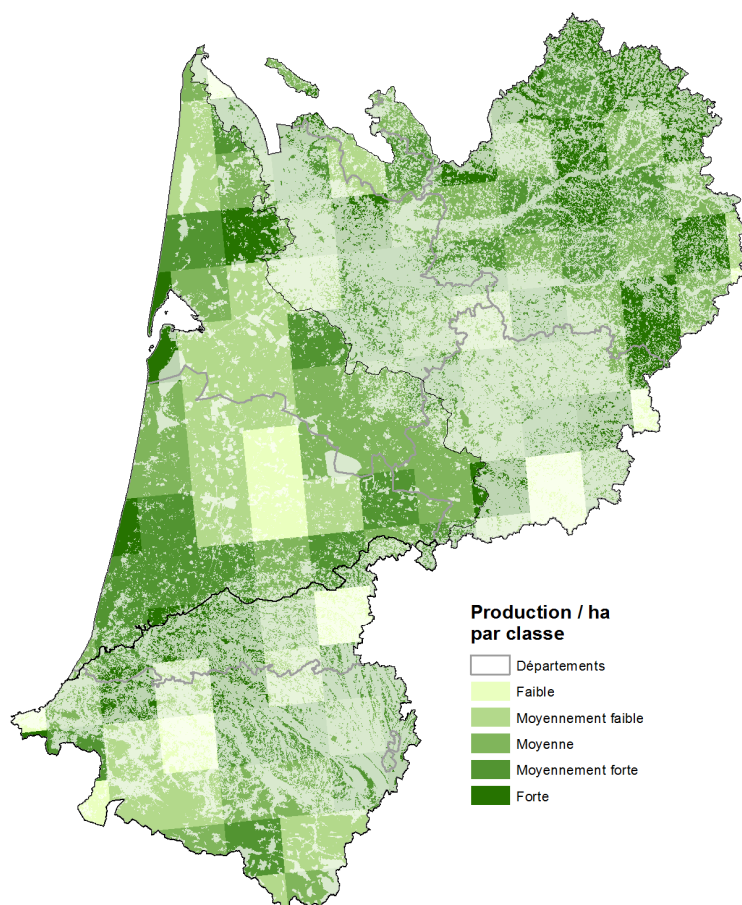 Production / ha
par classe
Départements
Faible
Moyennement faible
Moyenne
Moyennement forte
Forte